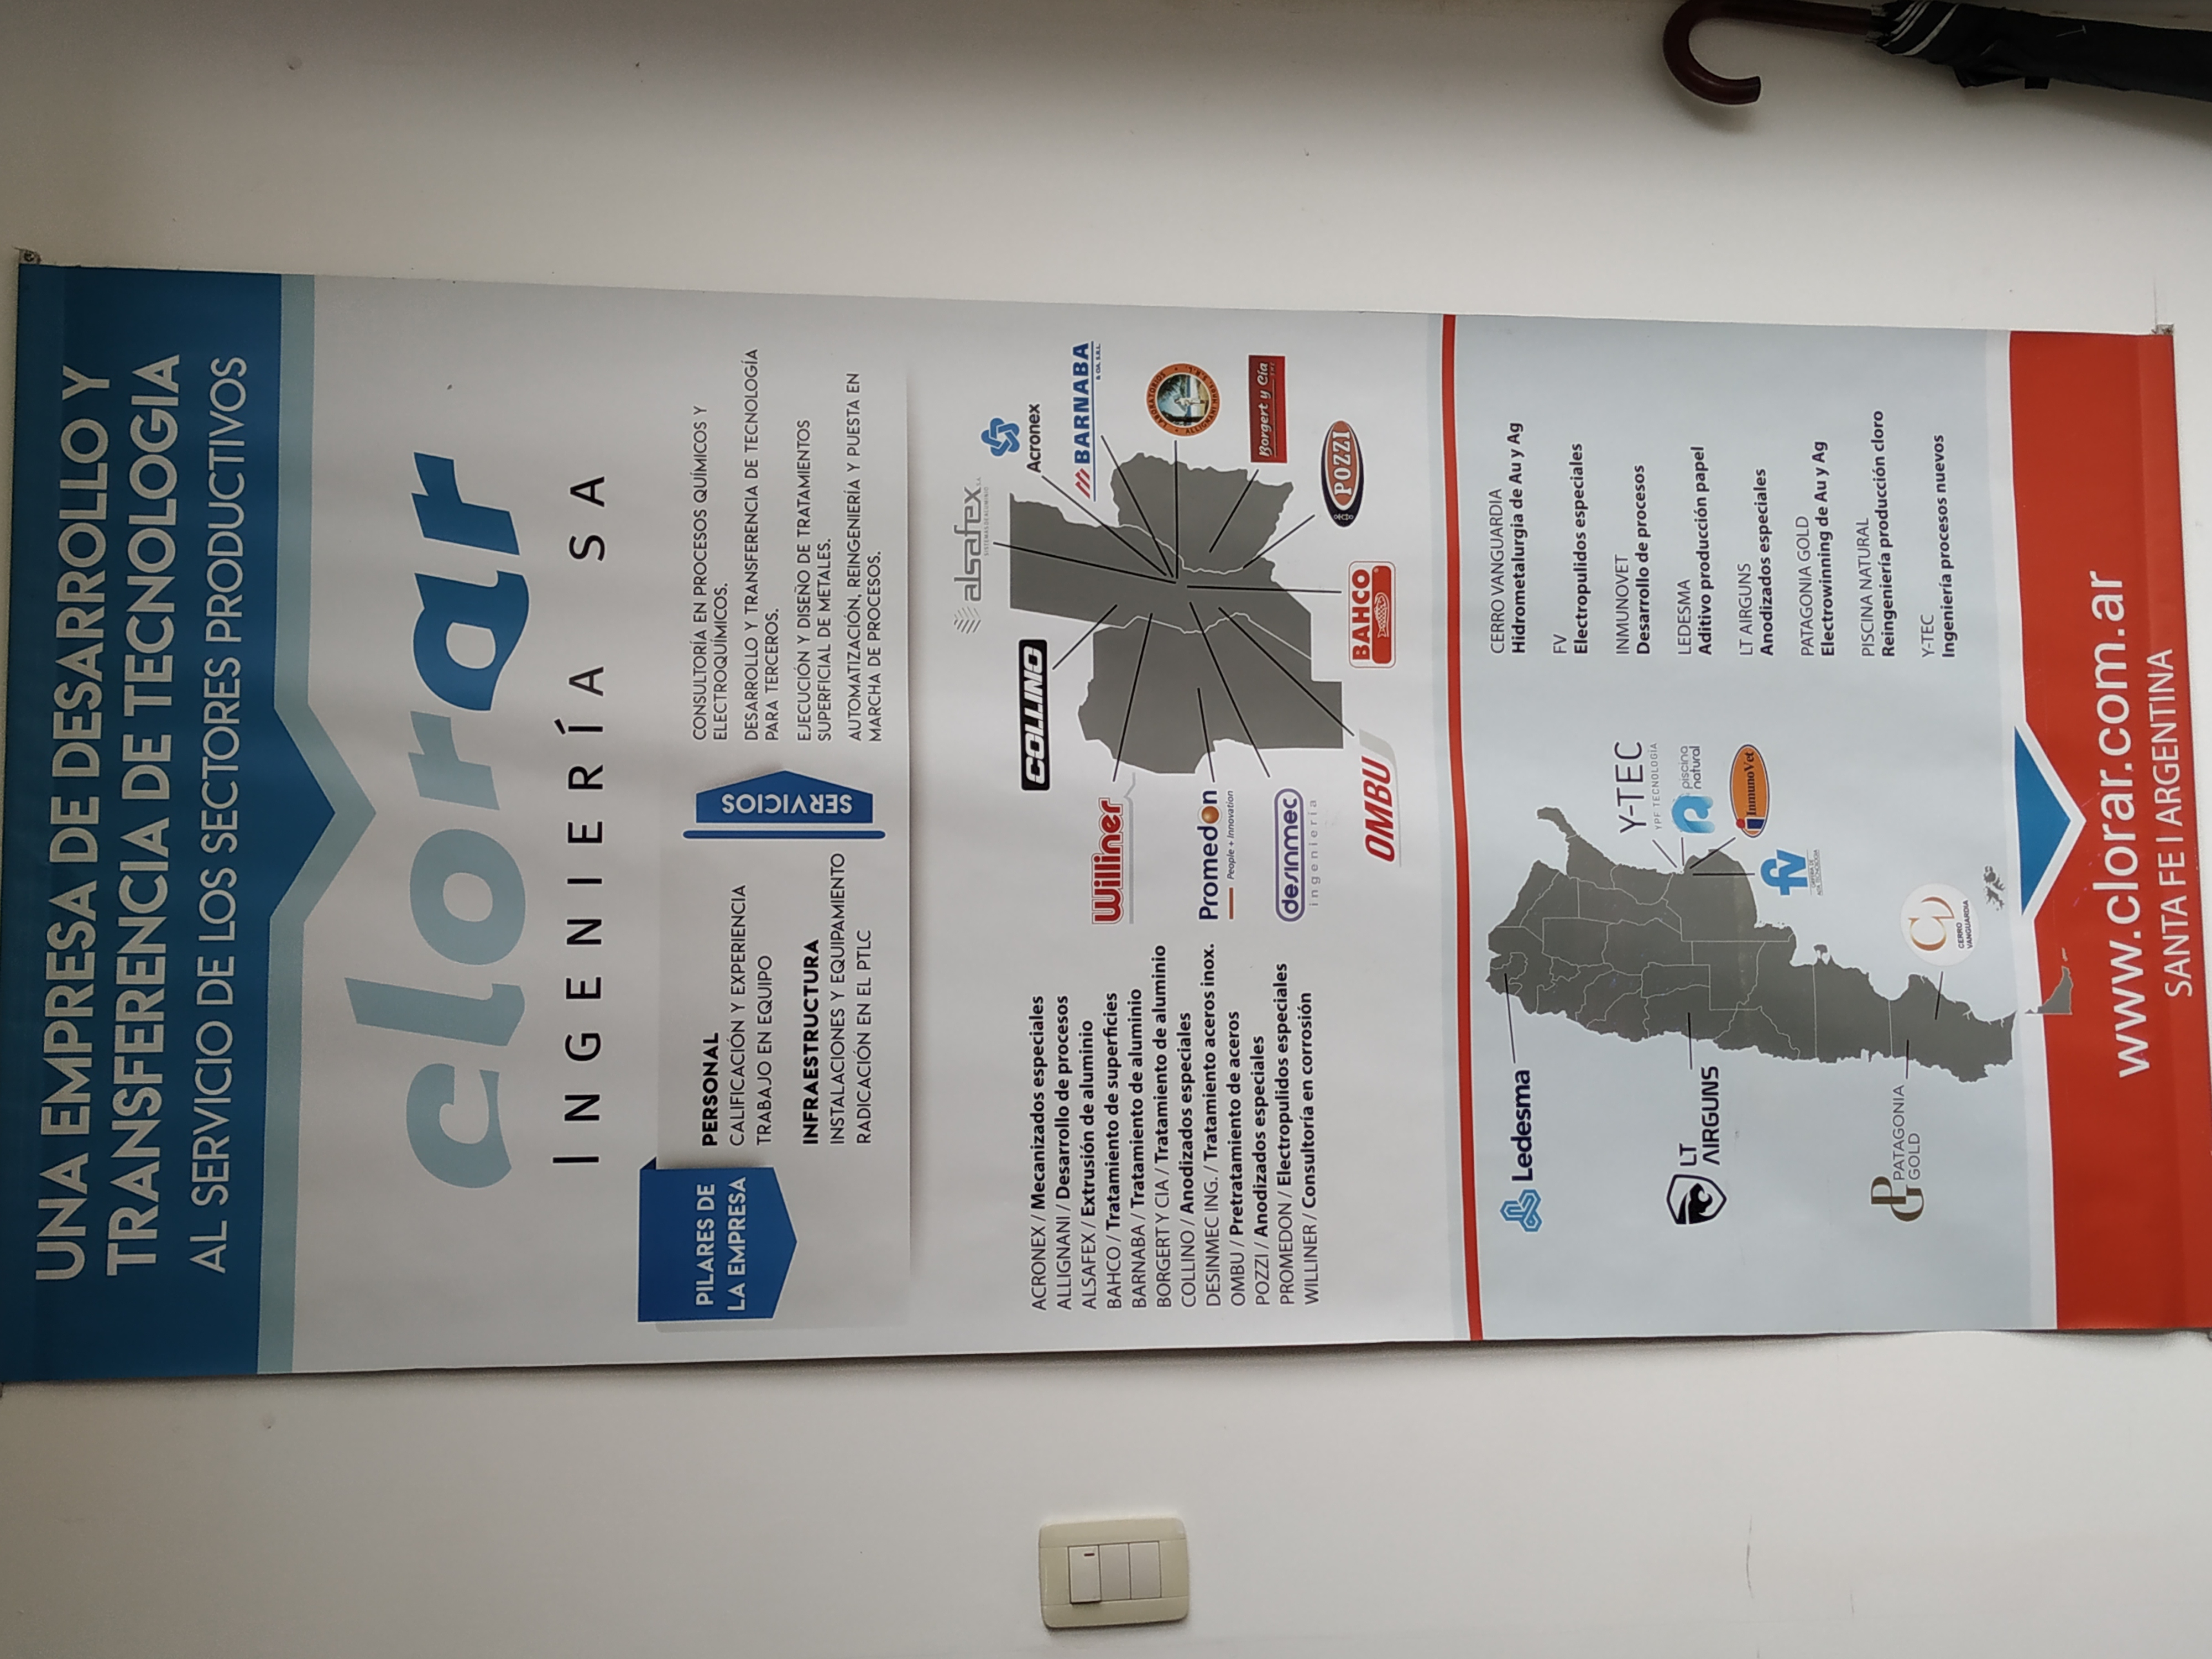 UNA EMPRESA DE DESARROLLO Y
TRANSFERENCIA DE TECNOLOGIA
AL SERVICIO DE LOS SECTORES PRODUCTIVOS
clorar
INGENIERÍA SA
PILARES DE
LA EMPRESA
PERSONAL
CALIFICACIÓN Y EXPERIENCIA
TRABAJO EN EQUIPO
INFRAESTRUCTURA
INSTALACIONES Y EQUIPAMIENTO
RADICACIÓN EN EL PTLC
SERVICIOS
CONSULTORÍA EN PROCESOS QUÍMICOS Y
ELECTROQUÍMICOS.
DESARROLLO Y TRANSFERENCIA DE TECNOLOGÍA
PARA TERCEROS.
EJECUCIÓN Y DISEÑO DE TRATAMIENTOS
SUPERFICIAL DE METALES.
AUTOMATIZACIÓN, REINGENIERÍA Y PUESTA EN
MARCHA DE PROCESOS.
ACRONEX / Mecanizados especiales
ALLIGNANI / Desarrollo de procesos
ALSAFEX / Extrusión de aluminio
BAHCO / Tratamiento de superficies
BARNABA / Tratamiento de aluminio
BORGERT Y CIA / Tratamiento de aluminio
COLLINO / Anodizados especiales
DESINMEC ING. / Tratamiento aceros inox.
OMBU / Pretratamiento de aceros
POZZI / Anodizados especiales
PROMEDON / Electropulidos especiales
WILLINER / Consultoría en corrosión
alsafex
SISTEMAS DE ALUMINIO
COLLINO
Acronex
BARNABA
& CIA. S.R.L.
Williner
LABORATORIOS
Promedon
People + Innovation
Borgert y Cía
desinmec
ingeniería
POZZI
OMBU
BAHCO
Ledesma
Y-TEC
YPF TECNOLOGÍA
LT
AIRGUNS
piscina
natural
InmunoVet
fv
PATAGONIA
GOLD
CERRO
VANGUARDIA
CERRO VANGUARDIA
Hidrometalurgia de Au y Ag
FV
Electropulidos especiales
INMUNOVET
Desarrollo de procesos
LEDESMA
Aditivo producción papel
LT AIRGUNS
Anodizados especiales
PATAGONIA GOLD
Electrowinning de Au y Ag
PISCINA NATURAL
Reingeniería producción cloro
Y-TEC
Ingeniería procesos nuevos
www.clorar.com.ar
SANTA FE | ARGENTINA